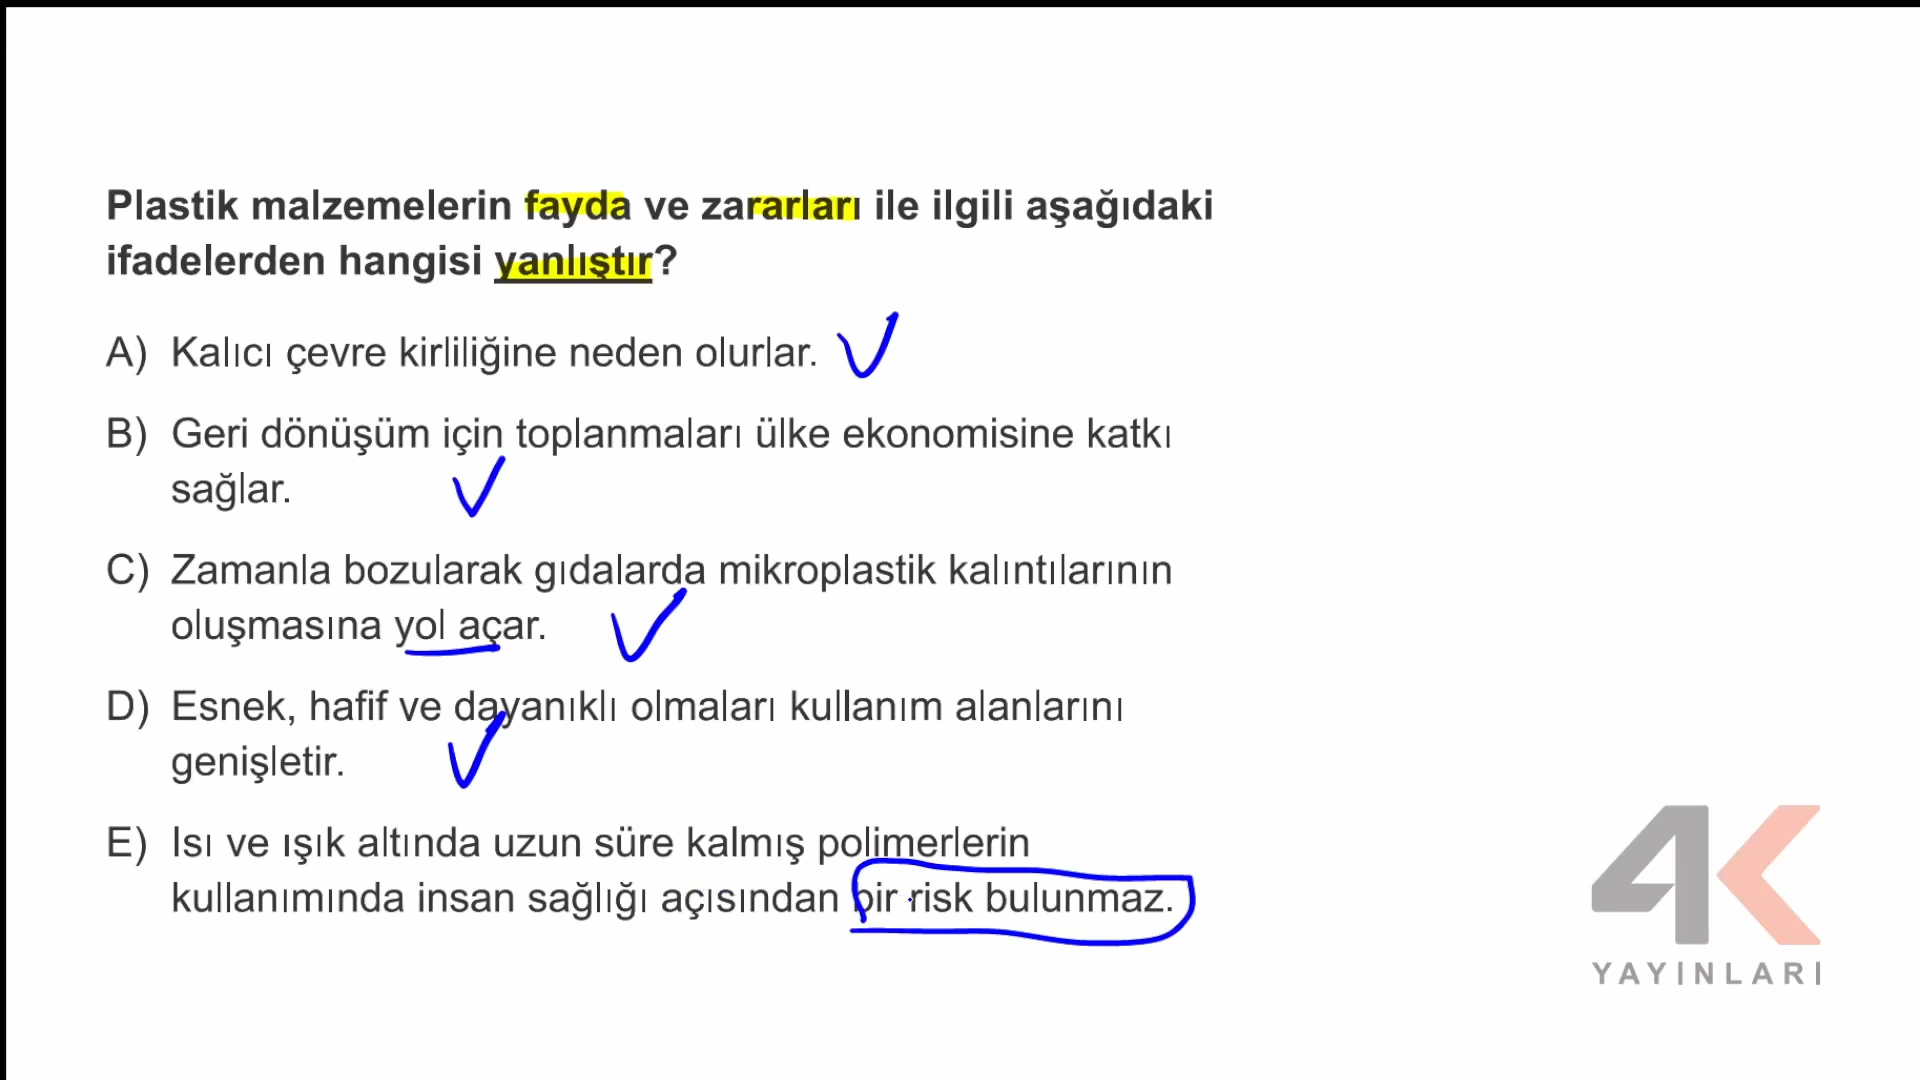 Plastik malzemelerin fayda ve zararları ile ilgili aşağıdaki
ifadelerden hangisi yanlıştır?
A) Kalıcı çevre kirliliğine neden olurlar.
B) Geri dönüşüm için toplanmaları ülke ekonomisine katkı
sağlar.
C) Zamanla bozularak gıdalarda mikroplastik kalıntılarının
oluşmasına yol açar.
D) Esnek, hafif ve dayanıklı olmaları kullanım alanlarını
genişletir.
E) Isı ve ışık altında uzun süre kalmış polimerlerin
kullanımında insan sağlığı açısından bir risk bulunmaz.
4K
YAYINLARI